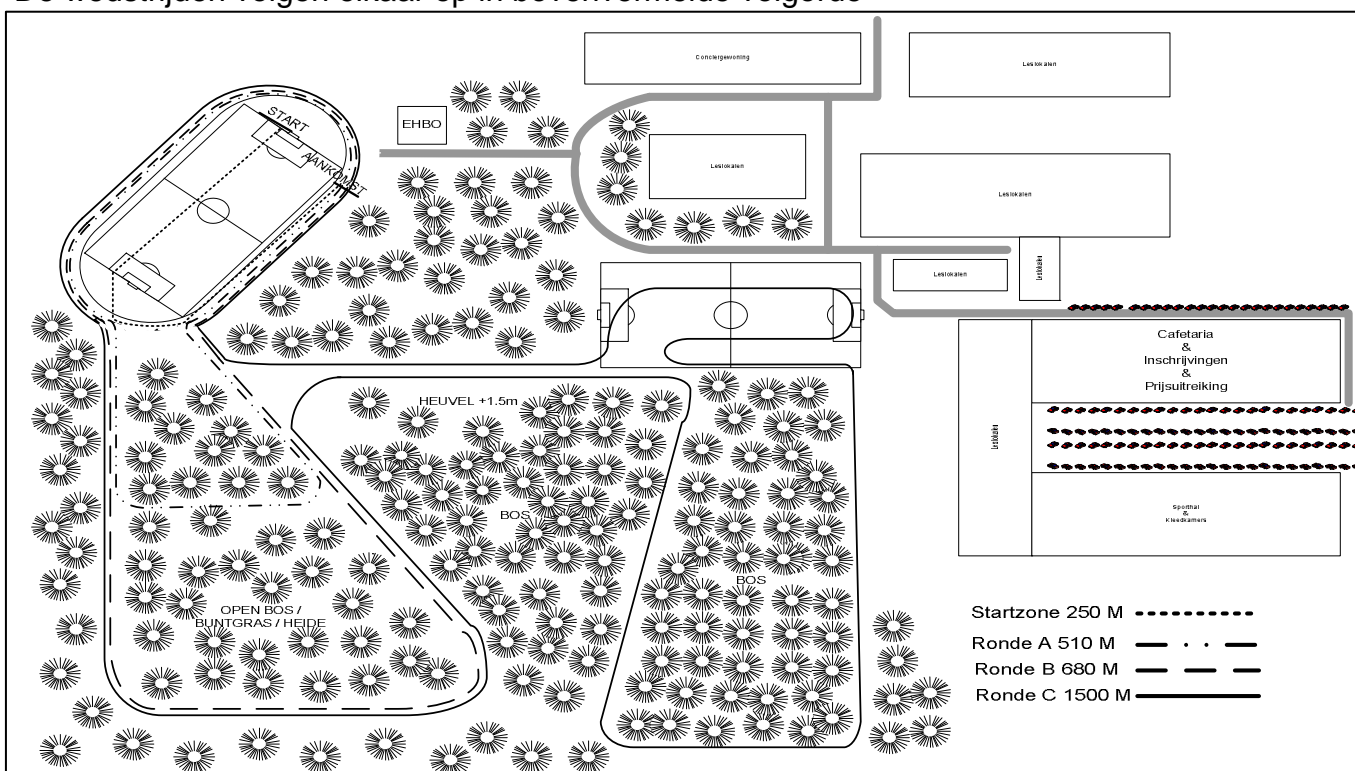 De wedstrijden volgen elkaar op in bovenvermelde volgorde
Conciergewoning
Leslokalen
START
EHBO
AANKOMST
Leslokalen
Leslokalen
Leslokalen
Leslokalen
Cafetaria
&
Inschrijvingen
&
Prijsuitreiking
HEUVEL +1.5m
Leslokalen
BOS
Sporthal
&
Kleedkamers
BOS
OPEN BOS /
BUNTGRAS / HEIDE
Startzone 250 M
Ronde A 510 M
Ronde B 680 M
Ronde C 1500 M